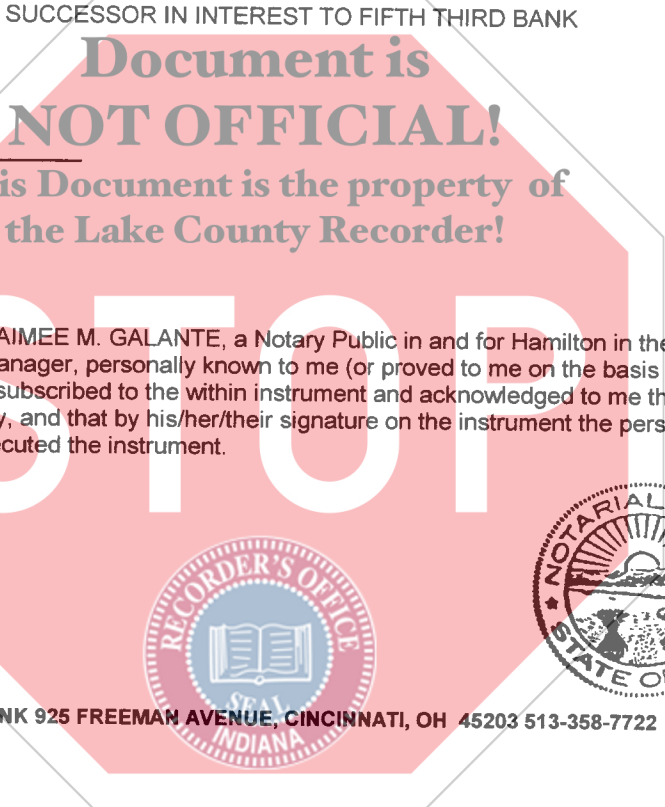 SUCCESSOR IN INTEREST TO FIFTH THIRD BANK
Document is
NOT OFFICIAL!
is Document is the property of
the Lake County Recorder!
STOP
AIMEE M. GALANTE, a Notary Public in and for Hamilton in the
anager, personally known to me (or proved to me on the basis
subscribed to the within instrument and acknowledged to me th
y, and that by his/her/their signature on the instrument the pers
ecuted the instrument.
NOTARIAL
STATE OF
RECORDER'S OFFICE
SEAL
INDIANA
NK 925 FREEMAN AVENUE, CINCINNATI, OH 45203 513-358-7722